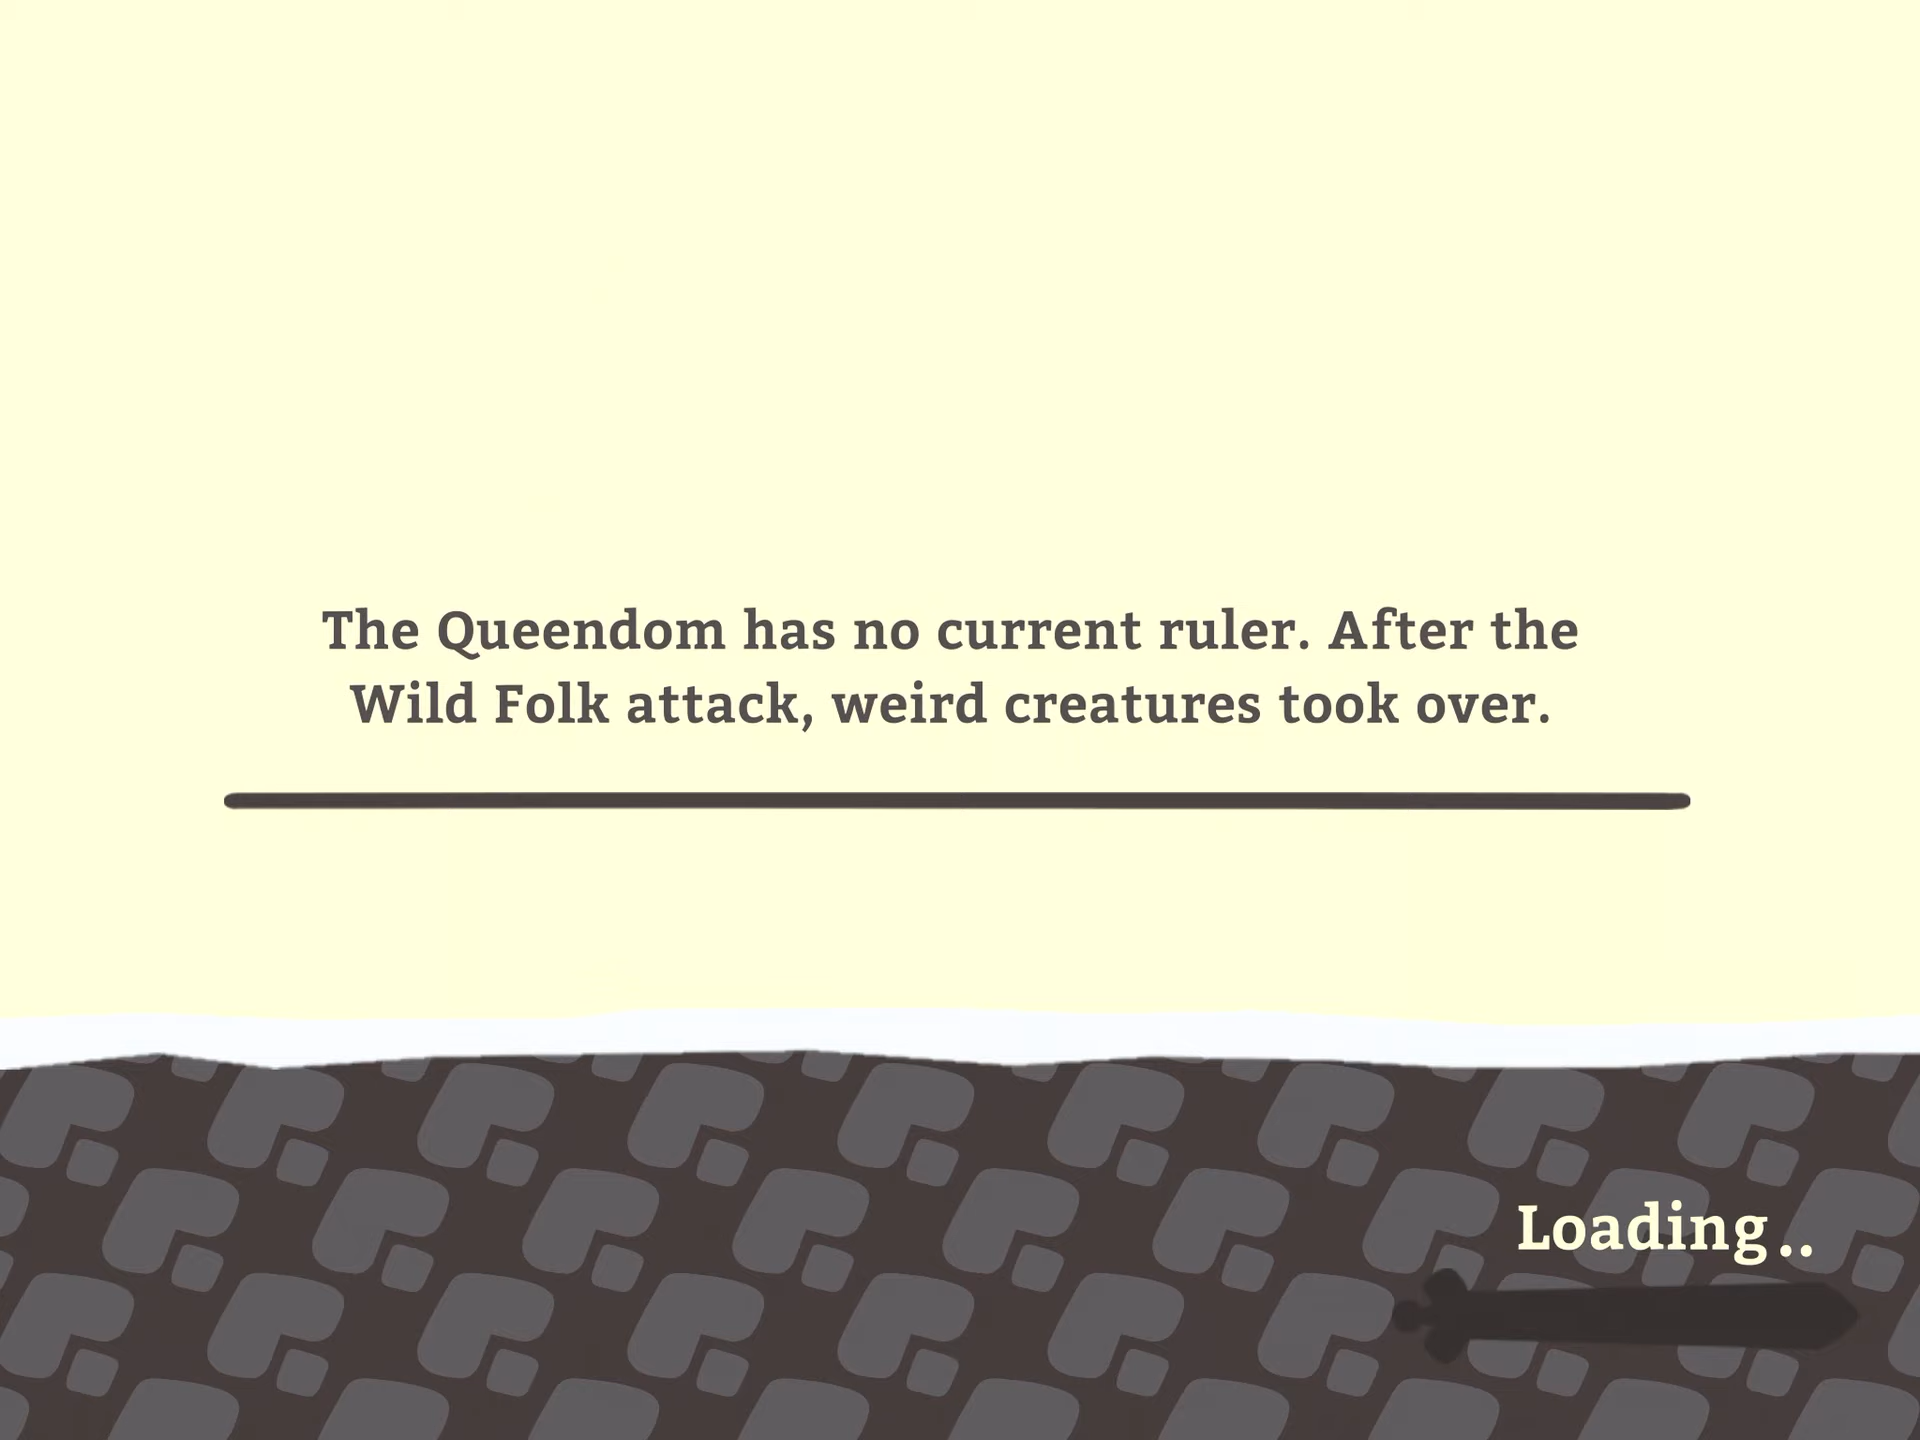 The Queendom has no current ruler. After the
Wild Folk attack, weird creatures took over.
Loading..